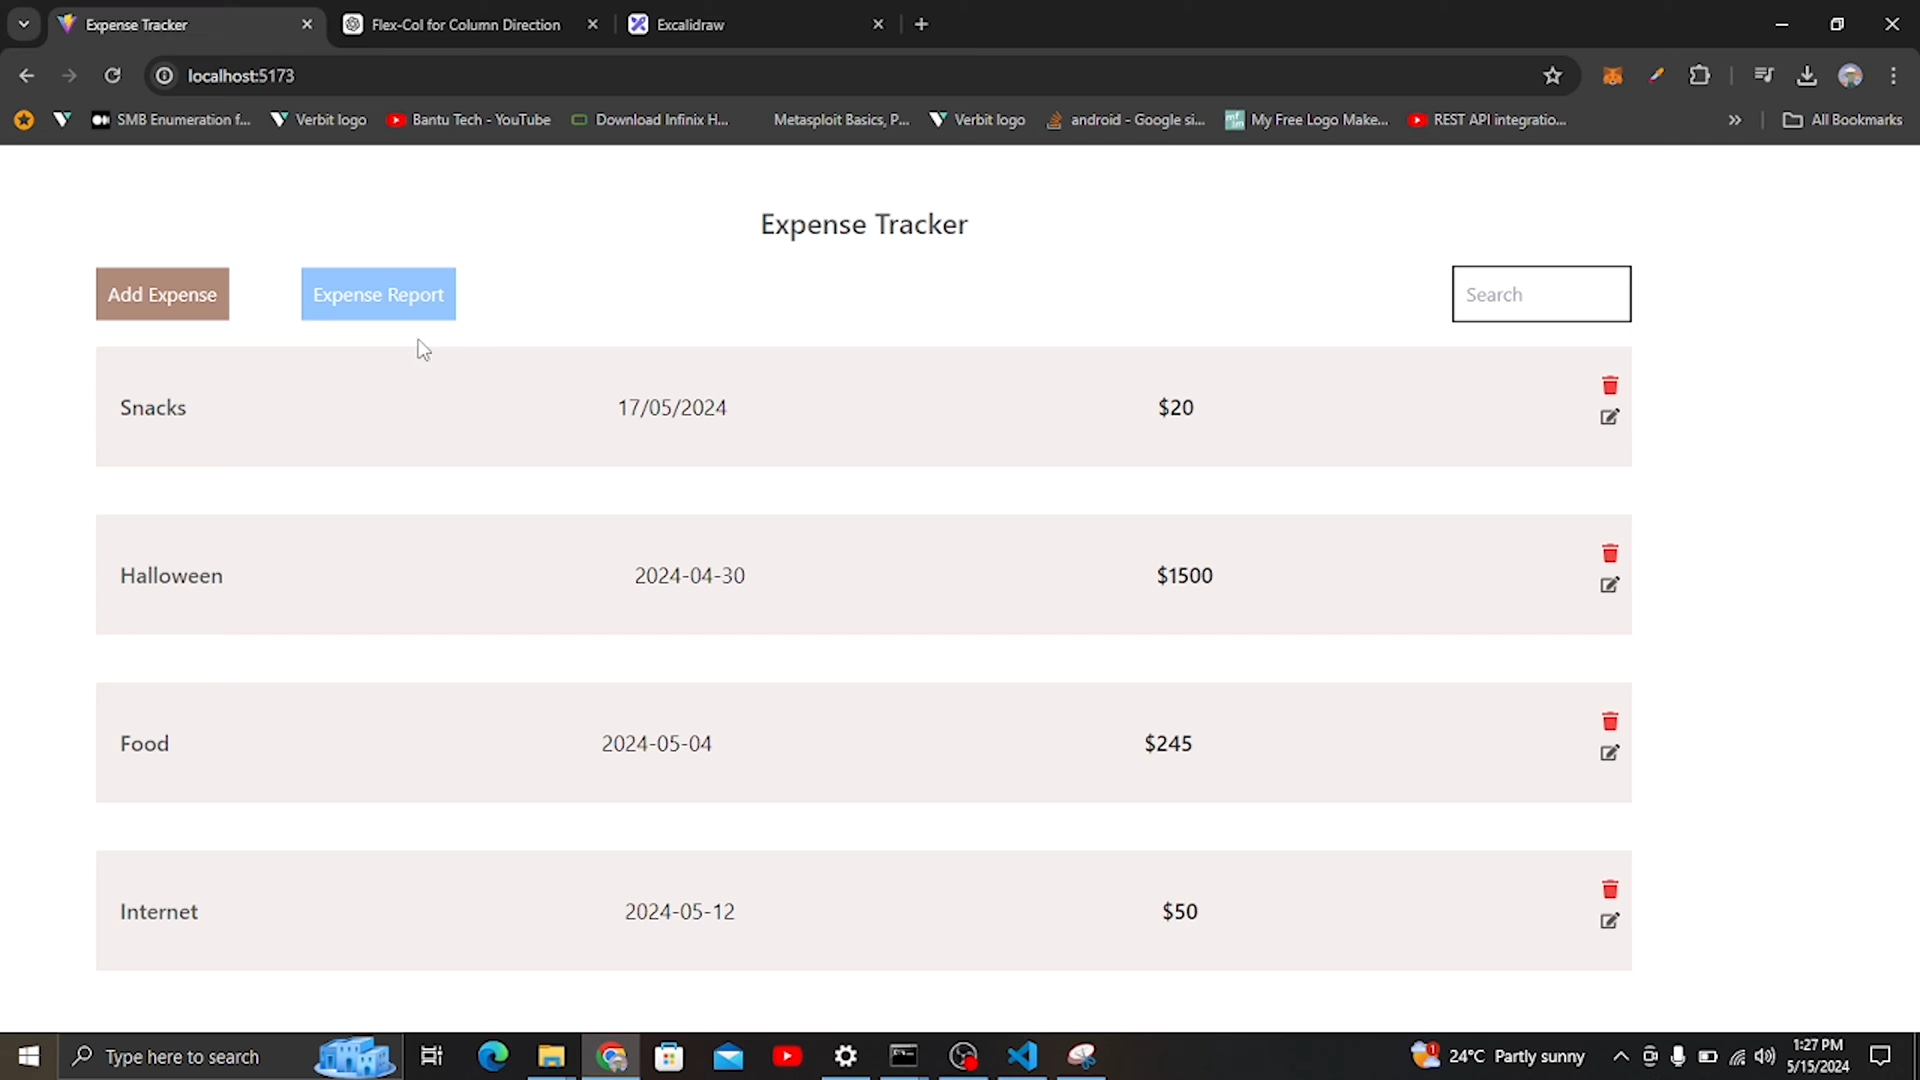 Expense Tracker
Flex-Col for Column Direction
Excalidraw
localhost:5173
SMB Enumeration f...
Verbit logo
Bantu Tech - YouTube
Download Infinix H...
Metasploit Basics, P...
Verbit logo
android - Google si...
My Free Logo Make...
REST API integratio...
All Bookmarks
Expense Tracker
Add Expense
Expense Report
Search
Snacks 17/05/2024 $20
Halloween 2024-04-30 $1500
Food 2024-05-04 $245
Internet 2024-05-12 $50
Type here to search
24°C Partly sunny
1:27 PM
5/15/2024